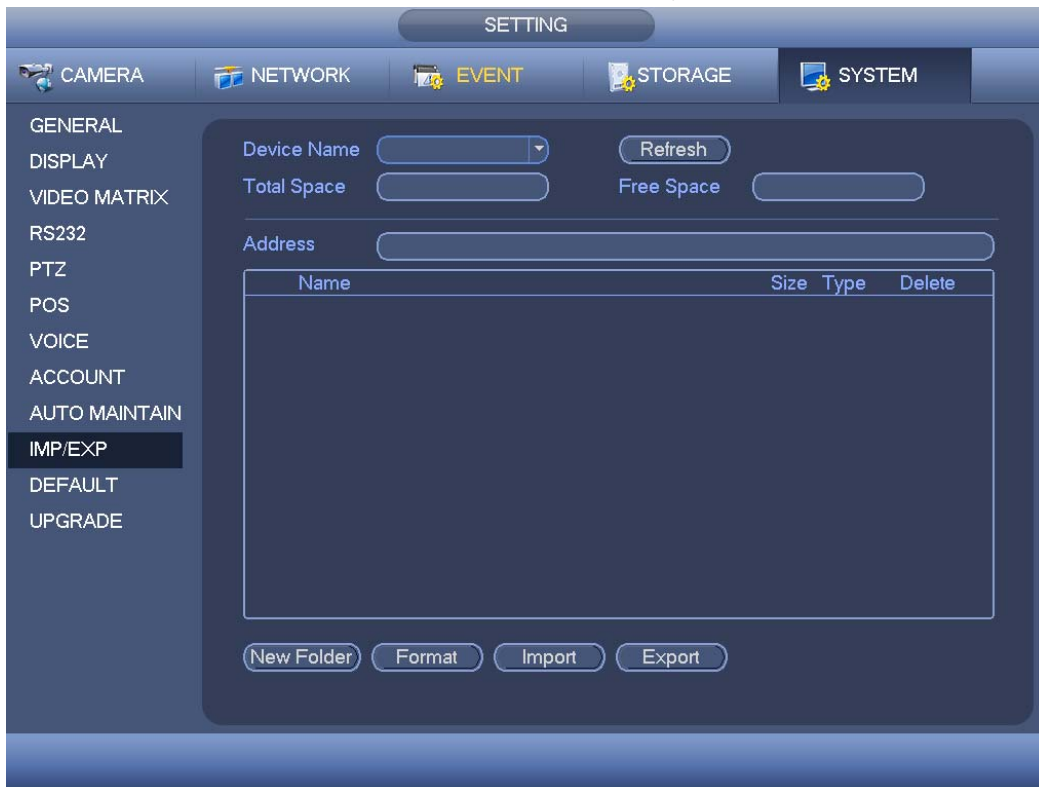 SETTING
CAMERA NETWORK EVENT STORAGE SYSTEM
GENERAL
DISPLAY
VIDEO MATRIX
RS232
PTZ
POS
VOICE
ACCOUNT
AUTO MAINTAIN
IMP/EXP
DEFAULT
UPGRADE
Device Name Refresh
Total Space Free Space
Address
Name Size Type Delete
New Folder Format Import Export